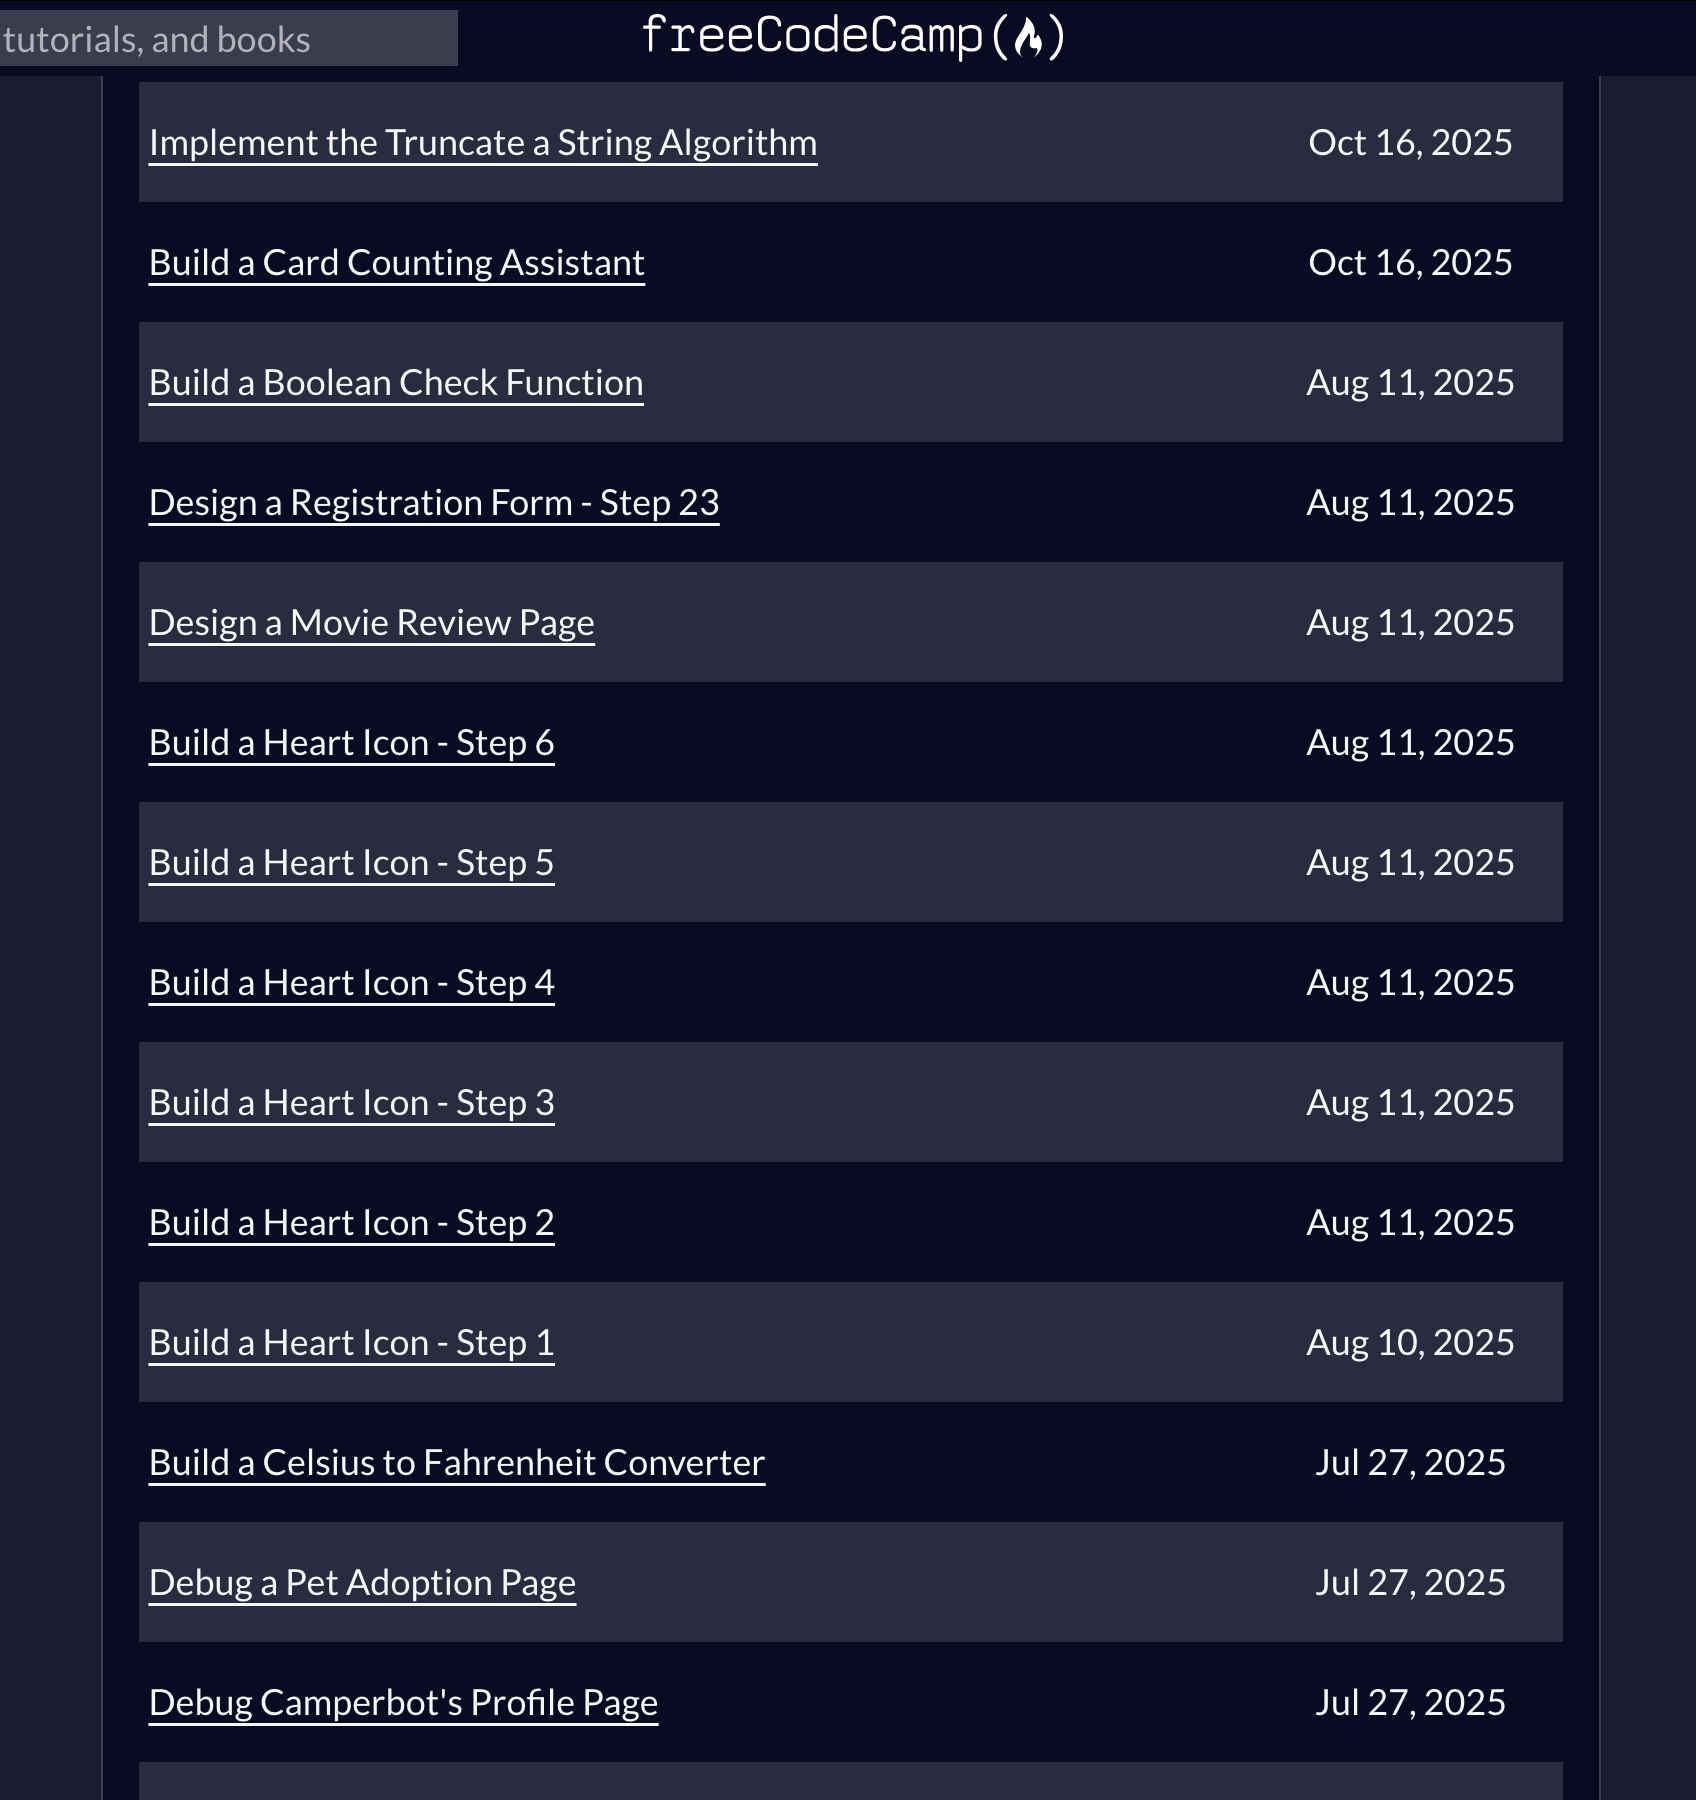 tutorials, and books
freeCodeCamp
Implement the Truncate a String Algorithm Oct 16, 2025
Build a Card Counting Assistant Oct 16, 2025
Build a Boolean Check Function Aug 11, 2025
Design a Registration Form - Step 23 Aug 11, 2025
Design a Movie Review Page Aug 11, 2025
Build a Heart Icon - Step 6 Aug 11, 2025
Build a Heart Icon - Step 5 Aug 11, 2025
Build a Heart Icon - Step 4 Aug 11, 2025
Build a Heart Icon - Step 3 Aug 11, 2025
Build a Heart Icon - Step 2 Aug 11, 2025
Build a Heart Icon - Step 1 Aug 10, 2025
Build a Celsius to Fahrenheit Converter Jul 27, 2025
Debug a Pet Adoption Page Jul 27, 2025
Debug Camperbot's Profile Page Jul 27, 2025